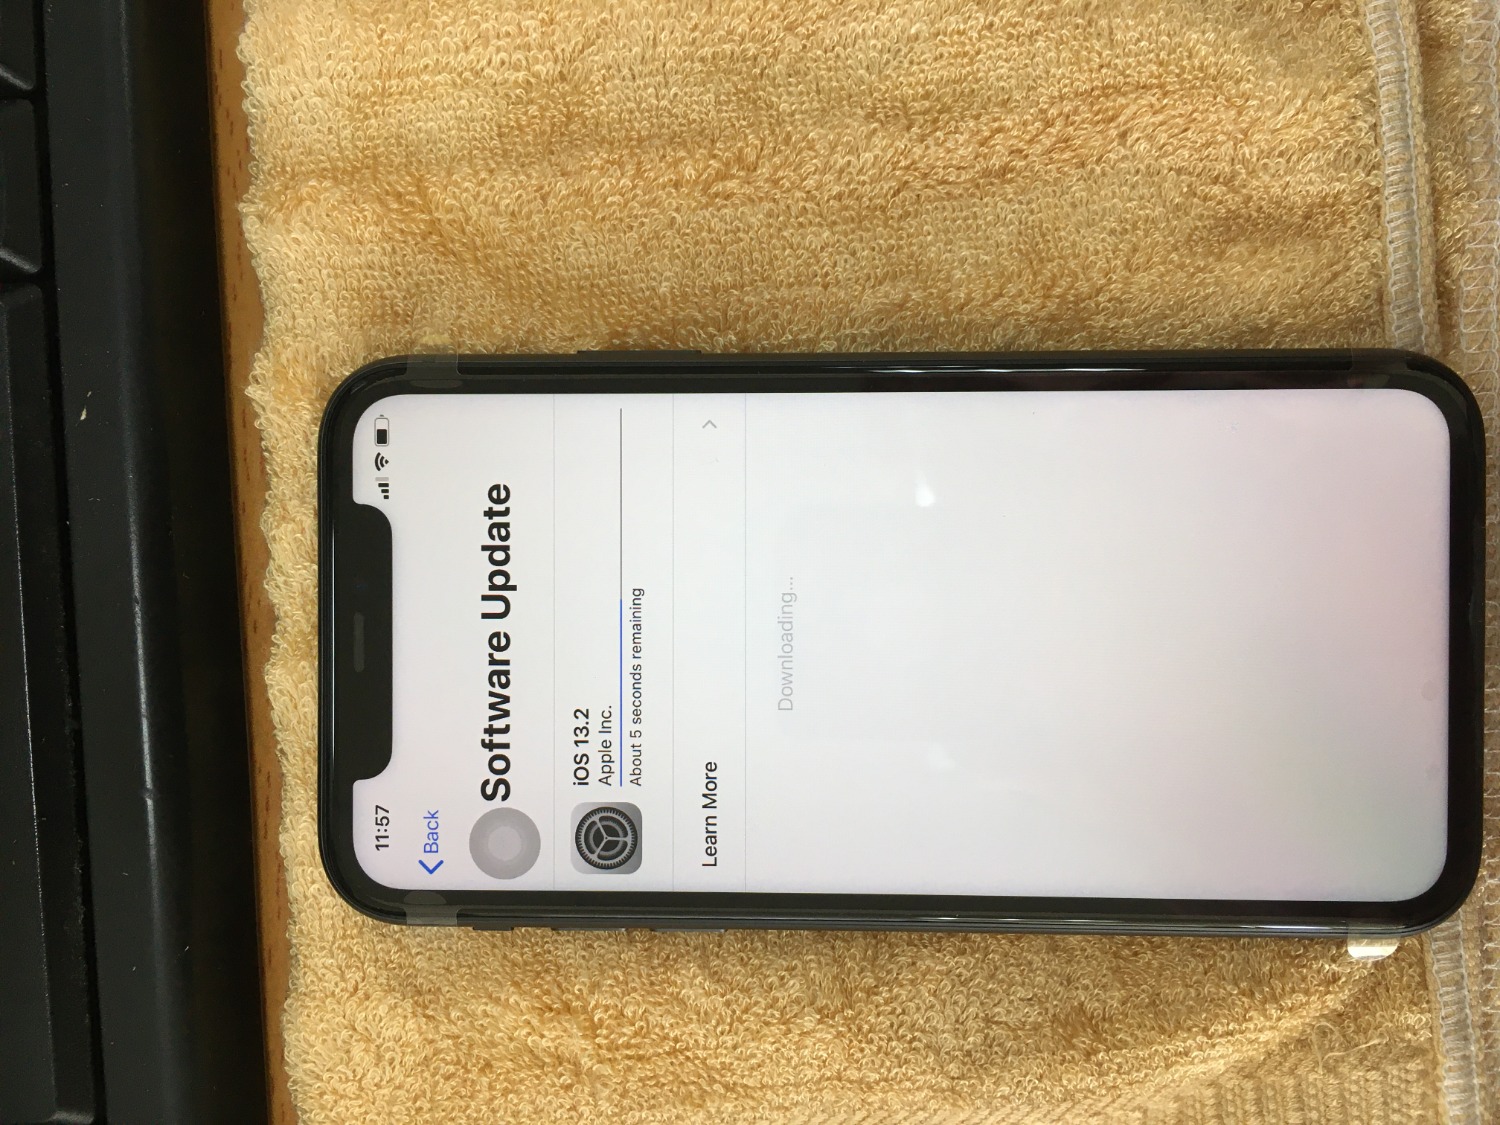 11:57
Back
Software Update
iOS 13.2
Apple Inc.
About 5 seconds remaining
Learn More
Downloading...